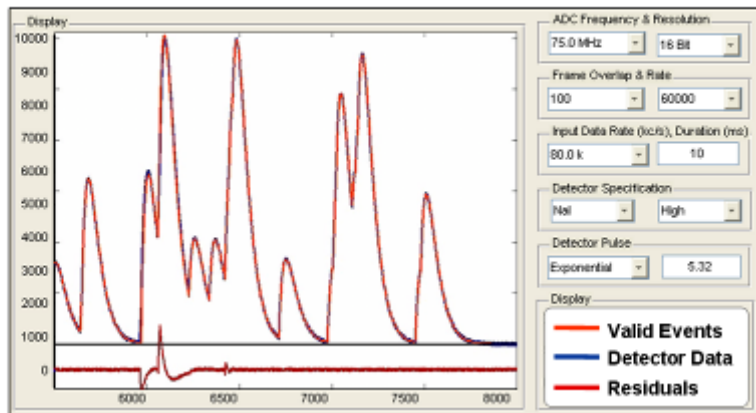 Display
10000
9000
8000
7000
6000
5000
4000
3000
2000
1000
0
6000
6500
7000
7500
8000
ADC Frequency & Resolution
75.0 MHz
16 Bit
Frame Overlap & Rate
100
60000
Input Data Rate (kc/s), Duration (ms)
80.0 k
10
Detector Specification
NaI
High
Detector Pulse
Exponential
5.32
Display
Valid Events
Detector Data
Residuals